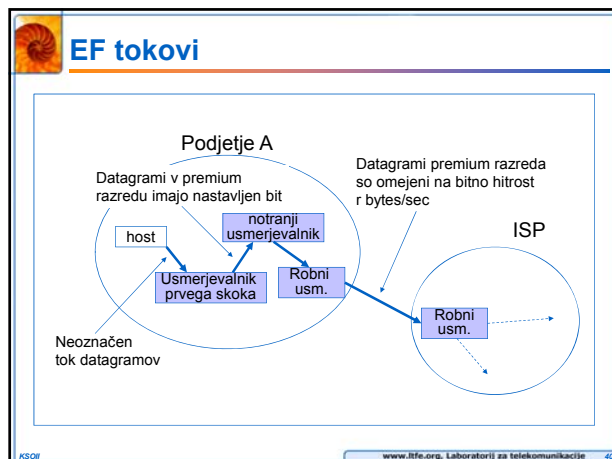 EF tokovi
Podjetje A
Datagrami v premium
razredu imajo nastavljen bit
Datagrami premium razreda
so omejeni na bitno hitrost
r bytes/sec
ISP
host
notranji
usmerjevalnik
Usmerjevalnik
prvega skoka
Robni
usm.
Robni
usm.
Neoznačen
tok datagramov
KSOII
www.ltfe.org, Laboratorij za telekomunikacije
40